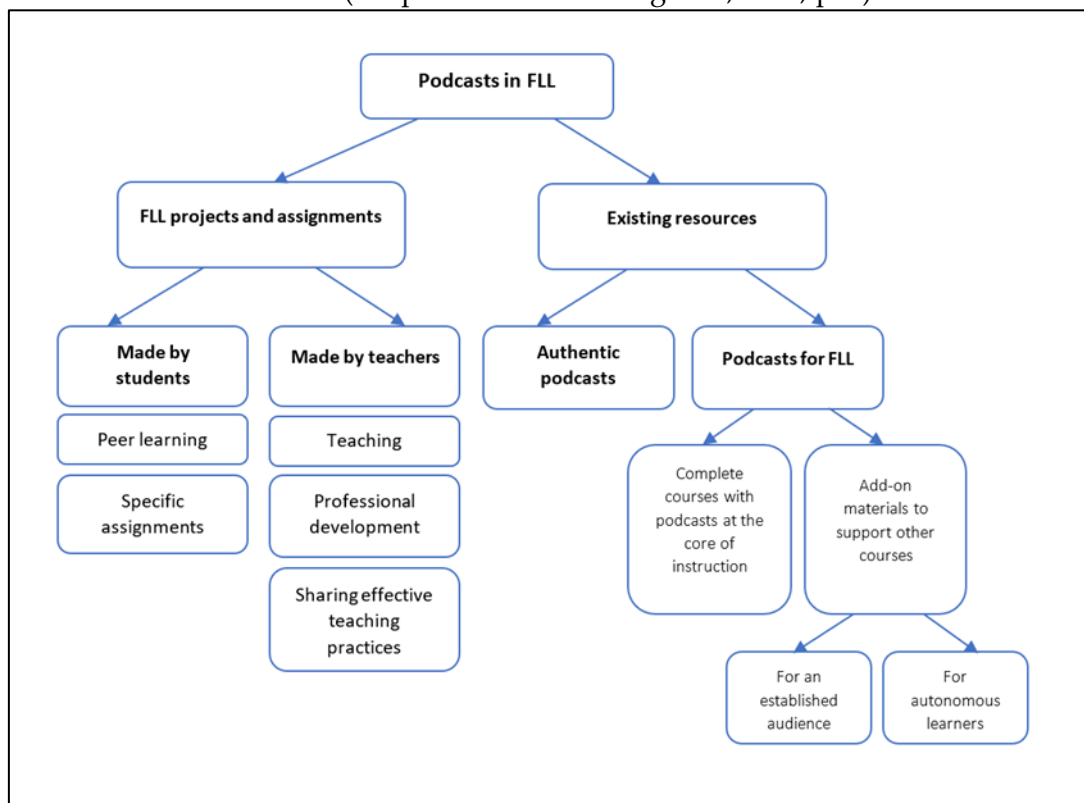 Podcasts in FLL
FLL projects and assignments
Existing resources
Made by
students
Made by teachers
Authentic
podcasts
Podcasts for FLL
Peer learning
Teaching
Specific
assignments
Professional
development
Sharing effective
teaching
practices
Complete
courses with
podcasts at the
core of
instruction
Add-on
materials to
support other
courses
For an
established
audience
For
autonomous
learners